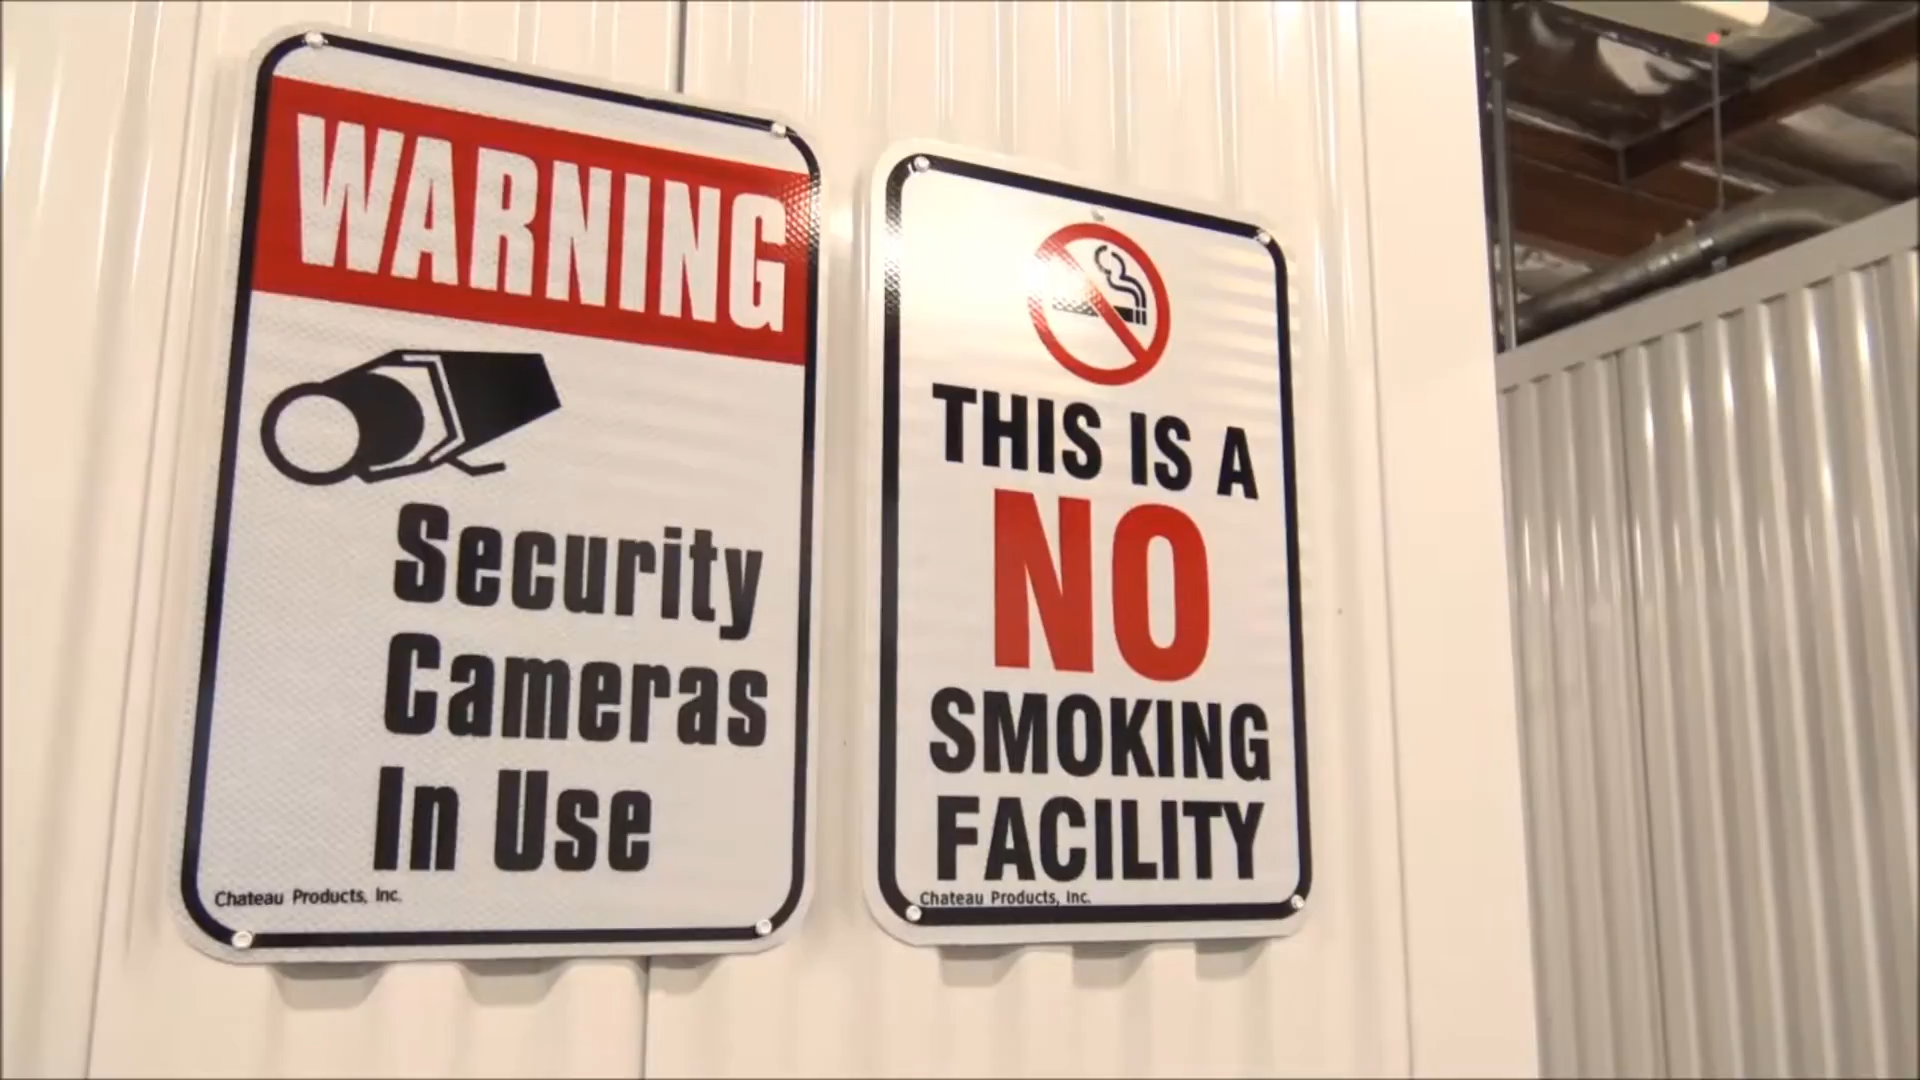 WARNING
Security
Cameras
In Use
Chateau Products, Inc.
THIS IS A
NO
SMOKING
FACILITY
Chateau Products, Inc.